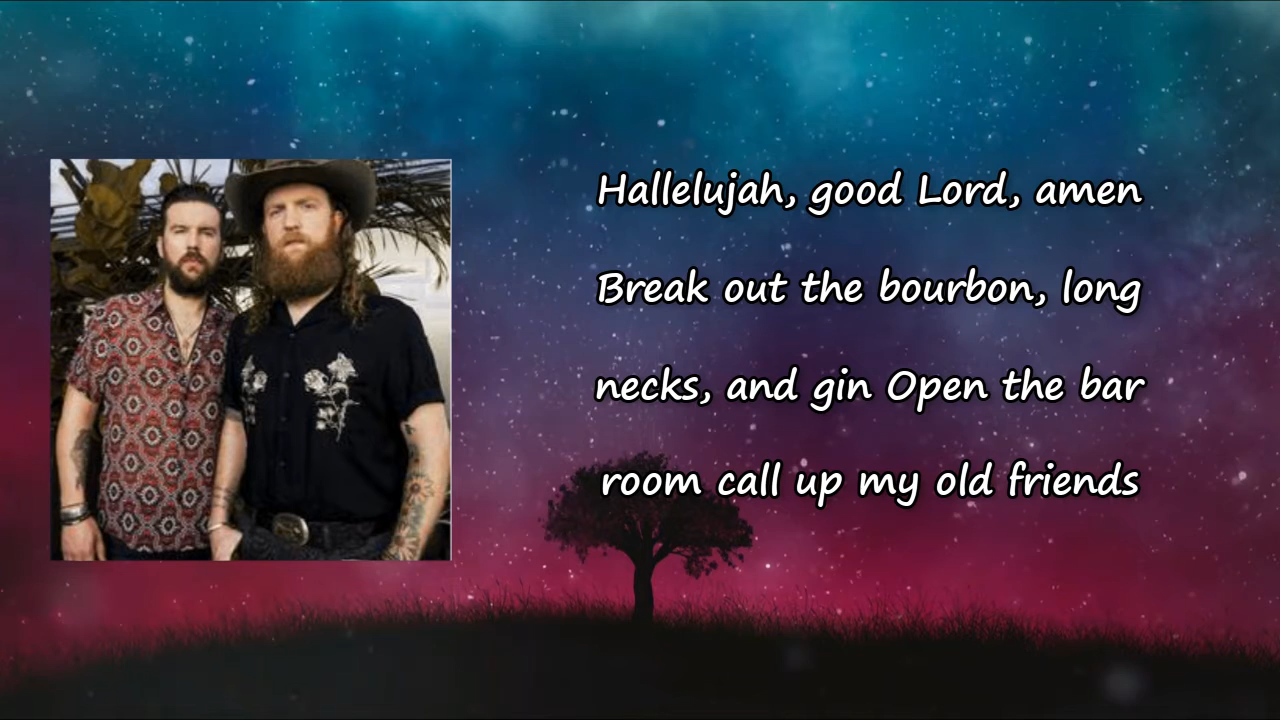 Hallelujah, good Lord, amen
Break out the bourbon, long
necks, and gin Open the bar
room call up my old friends